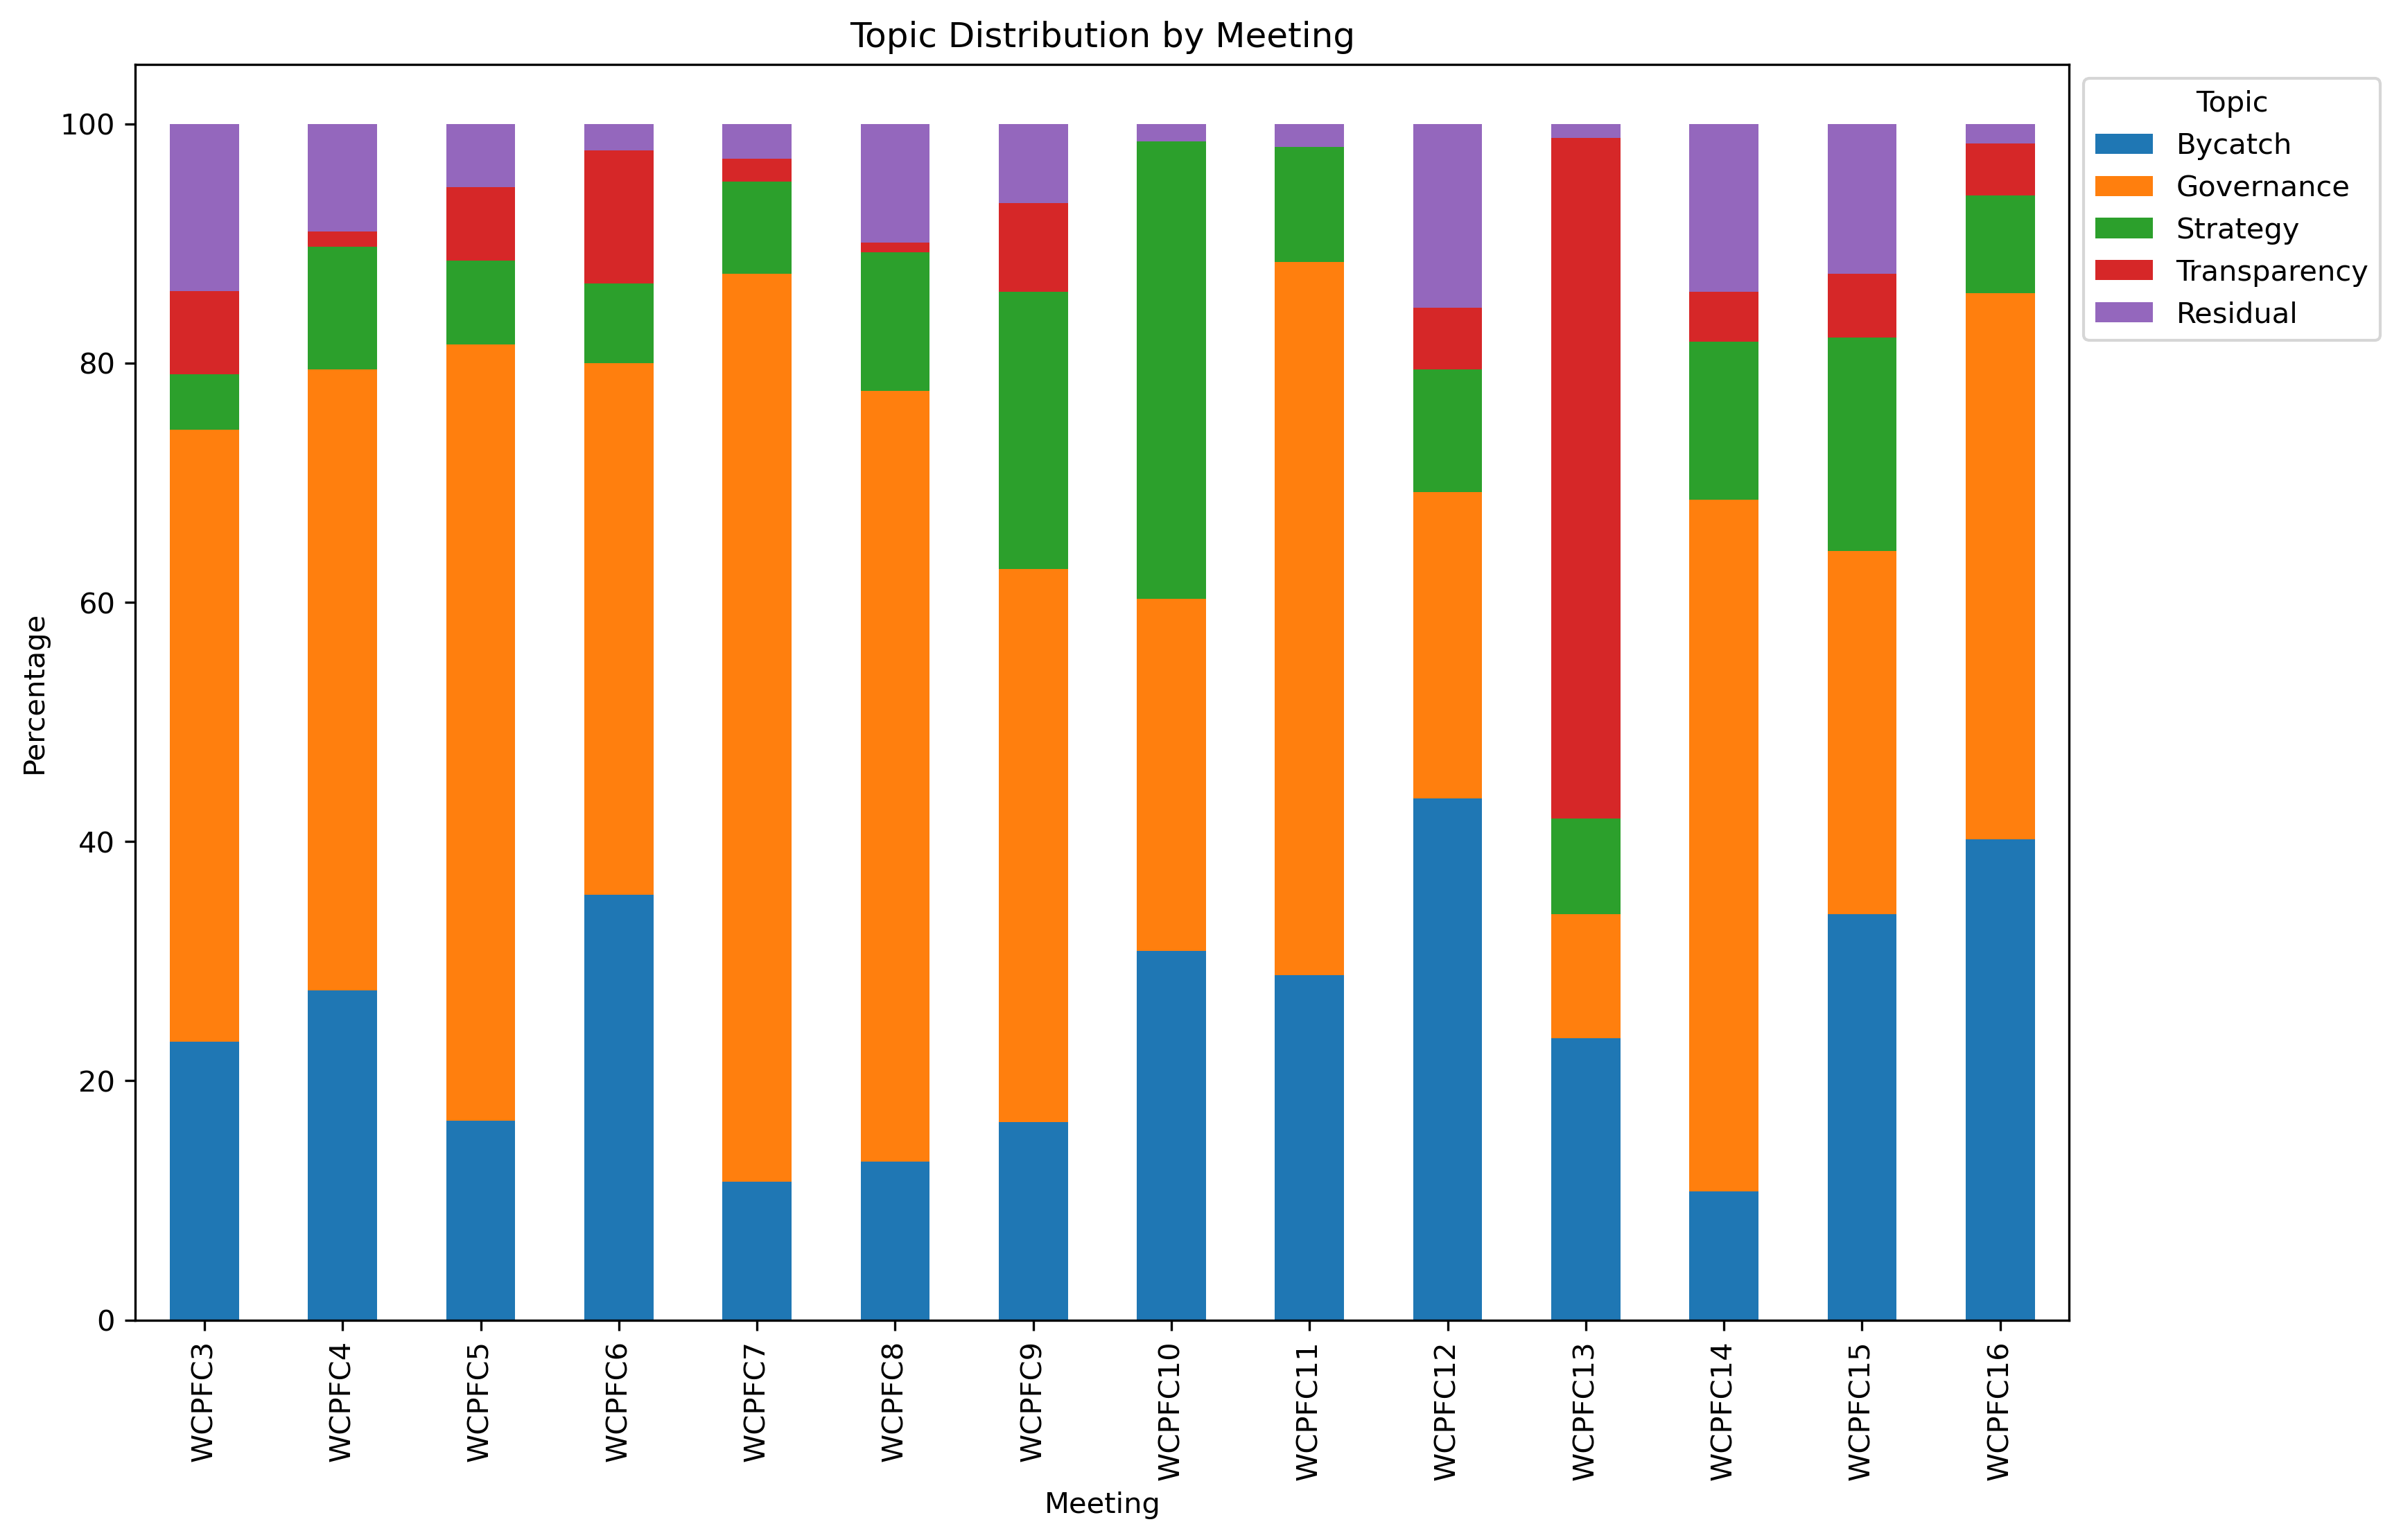 Topic Distribution by Meeting
Topic
Bycatch
Governance
Strategy
Transparency
Residual
Percentage
100
80
60
40
20
0
WCPFC3
WCPFC4
WCPFC5
WCPFC6
WCPFC7
WCPFC8
WCPFC9
WCPFC10
WCPFC11
WCPFC12
WCPFC13
WCPFC14
WCPFC15
WCPFC16
Meeting